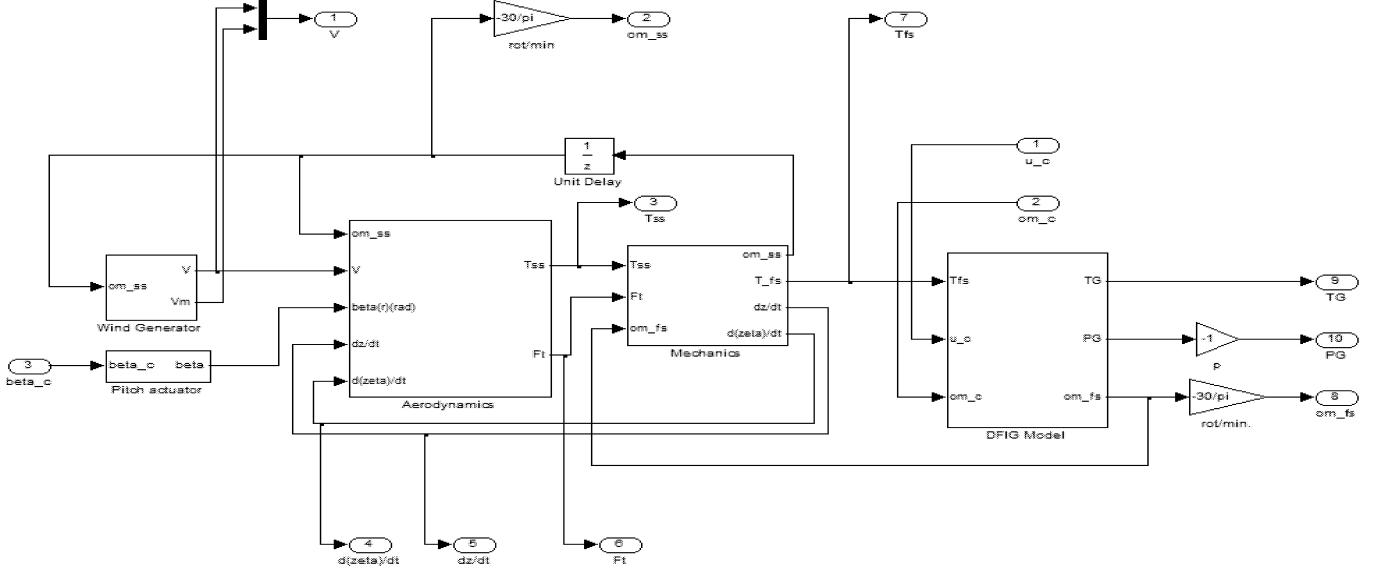 1
V
-30/pi
rot/min
2
om_ss
7
Tfs
1
z
Unit Delay
1
u_c
3
Tss
2
om_c
om_ss
V
beta(r)(rad)
dz/dt
d(zeta)/dt
Tss
Ft
Aerodynamics
om_ss
V
Vm
Wind Generator
3
beta_c
beta_c
beta
Pitch actuator
Tss
Ft
om_fs
om_ss
T_fs
dz/dt
d(zeta)/dt
Mechanics
Tfs
u_c
om_c
TG
PG
om_fs
DFIG Model
9
TG
-1
p
10
PG
-30/pi
rot/min.
8
om_fs
4
d(zeta)/dt
5
dz/dt
6
Ft